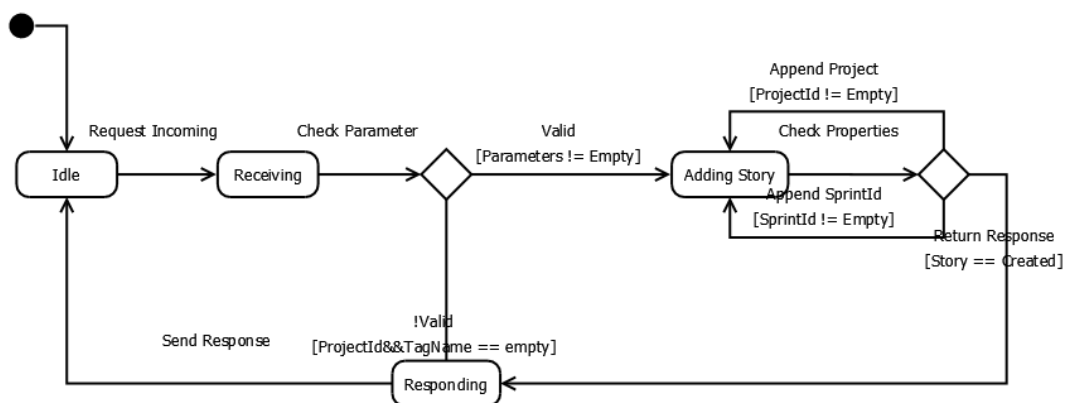 Append Project
[ProjectId != Empty]
Request Incoming
Check Parameter
Valid
[Parameters != Empty]
Check Properties
Idle
Receiving
Adding Story
Append SprintId
[SprintId != Empty]
Return Response
[Story == Created]
!Valid
[ProjectId&&TagName == empty]
Send Response
Responding